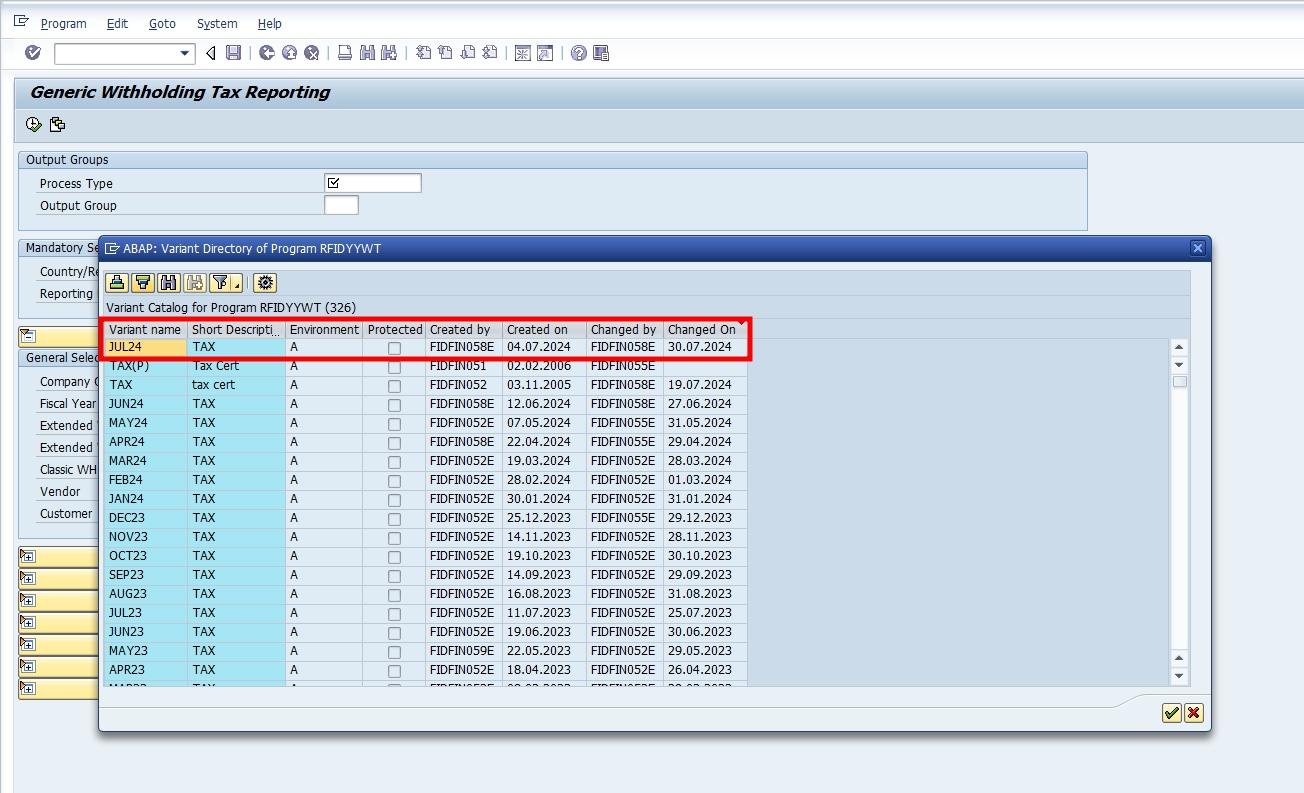 Program Edit Goto System Help
Generic Withholding Tax Reporting
Output Groups
Process Type
Output Group
Mandatory Se
Country/Re
Reporting
General Selec
Company C
Fiscal Year
Extended
Extended
Classic WH
Vendor
Customer
ABAP: Variant Directory of Program RFIDYYWT
Variant Catalog for Program RFIDYYWT (326)
Variant name Short Descripti... Environment Protected Created by Created on Changed by Changed On
JUL24 TAX A FIDFIN058E 04.07.2024 FIDFIN058E 30.07.2024
TAX(P) Tax Cert A FIDFIN051 02.02.2006 FIDFIN055E
TAX tax cert A FIDFIN052 03.11.2005 FIDFIN058E 19.07.2024
JUN24 TAX A FIDFIN058E 12.06.2024 FIDFIN058E 27.06.2024
MAY24 TAX A FIDFIN052E 07.05.2024 FIDFIN055E 31.05.2024
APR24 TAX A FIDFIN058E 22.04.2024 FIDFIN055E 29.04.2024
MAR24 TAX A FIDFIN052E 19.03.2024 FIDFIN052E 28.03.2024
FEB24 TAX A FIDFIN052E 28.02.2024 FIDFIN052E 01.03.2024
JAN24 TAX A FIDFIN052E 30.01.2024 FIDFIN052E 31.01.2024
DEC23 TAX A FIDFIN052E 25.12.2023 FIDFIN055E 29.12.2023
NOV23 TAX A FIDFIN052E 14.11.2023 FIDFIN052E 28.11.2023
OCT23 TAX A FIDFIN052E 19.10.2023 FIDFIN052E 30.10.2023
SEP23 TAX A FIDFIN052E 14.09.2023 FIDFIN052E 29.09.2023
AUG23 TAX A FIDFIN052E 16.08.2023 FIDFIN052E 31.08.2023
JUL23 TAX A FIDFIN052E 11.07.2023 FIDFIN052E 25.07.2023
JUN23 TAX A FIDFIN052E 19.06.2023 FIDFIN052E 30.06.2023
MAY23 TAX A FIDFIN059E 22.05.2023 FIDFIN052E 29.05.2023
APR23 TAX A FIDFIN052E 18.04.2023 FIDFIN052E 26.04.2023